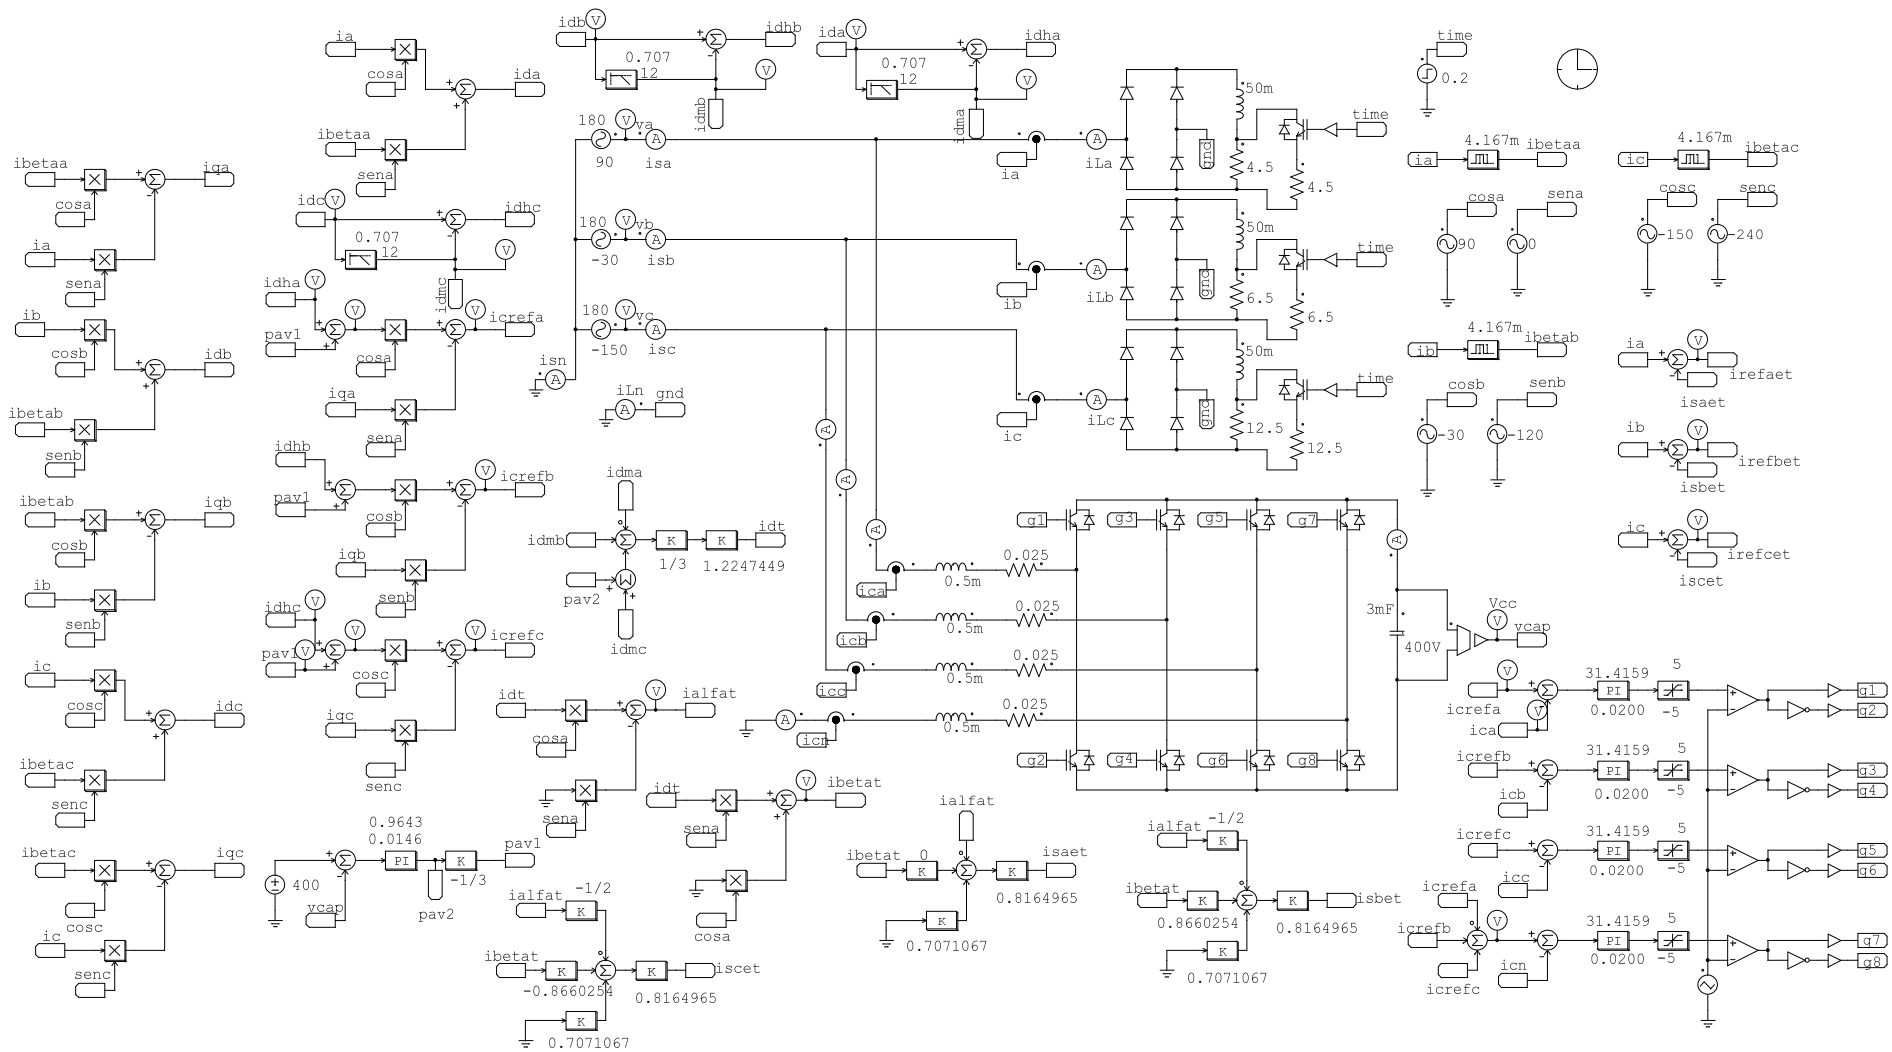 ia
cosa
ida
ibetaa
sena
ibetaa
cosa
iqa
ia
sena
ib
cosb
idb
ibetab
senb
ibetab
cosb
iqb
ib
senb
ic
cosc
idc
ibetac
senc
ibetac
cosc
iqc
ic
senc
idb
V
idhb
0.707
12
V
idmb
ida
V
idha
0.707
12
V
idma
idc
V
idhc
0.707
12
V
idmc
idha
V
V
V
icrefa
pav1
cosa
iqa
sena
idhb
V
icrefb
pav1
cosb
iqb
senb
idhc
V
V
V
V
icrefc
pav1
cosc
iqc
senc
180
V
va
A
90
isa
180
V
vb
A
-30
isb
180
V
vc
A
-150
isc
isn
A
iLn
gnd
A
idma
idmb
K
K
idt
1/3
1.2247449
pav2
idmc
idt
V
ialfat
cosa
sena
idt
V
ibetat
sena
cosa
0.9643
0.0146
PI
K
pav1
-1/3
400
vcap
pav2
ialfat
-1/2
K
ibetat
K
-0.8660254
K
iscet
0.8164965
K
0.7071067
ialfat
ibetat
0
K
K
isaet
0.8164965
K
0.7071067
ialfat
-1/2
K
ibetat
K
0.8660254
K
isbet
0.8164965
K
0.7071067
ia
A
iLa
gnd
50m
4.5
4.5
time
ib
A
iLb
gnd
50m
6.5
6.5
time
ic
A
iLc
gnd
50m
12.5
12.5
time
A
A
A
ica
0.5m
0.025
icb
0.5m
0.025
icc
0.5m
0.025
A
icn
0.5m
0.025
g1
g3
g5
g7
g2
g4
g6
g8
A
3mF
400V
Vcc
V
vcap
time
0.2
4.167m
ia
ibetaa
4.167m
ic
ibetac
cosa
sena
90
0
cosc
senc
-150
-240
4.167m
ib
ibetab
cosb
senb
-30
-120
ia
V
irefaet
isaet
ib
V
irefbet
isbet
ic
V
irefcet
iscet
V
31.4159
5
icrefa
PI
0.0200
-5
g1
g2
V
ica
icrefb
31.4159
5
PI
0.0200
-5
g3
g4
icb
icrefc
31.4159
5
PI
0.0200
-5
g5
g6
icc
icrefa
icrefb
V
31.4159
5
PI
0.0200
-5
g7
g8
icn
icrefc